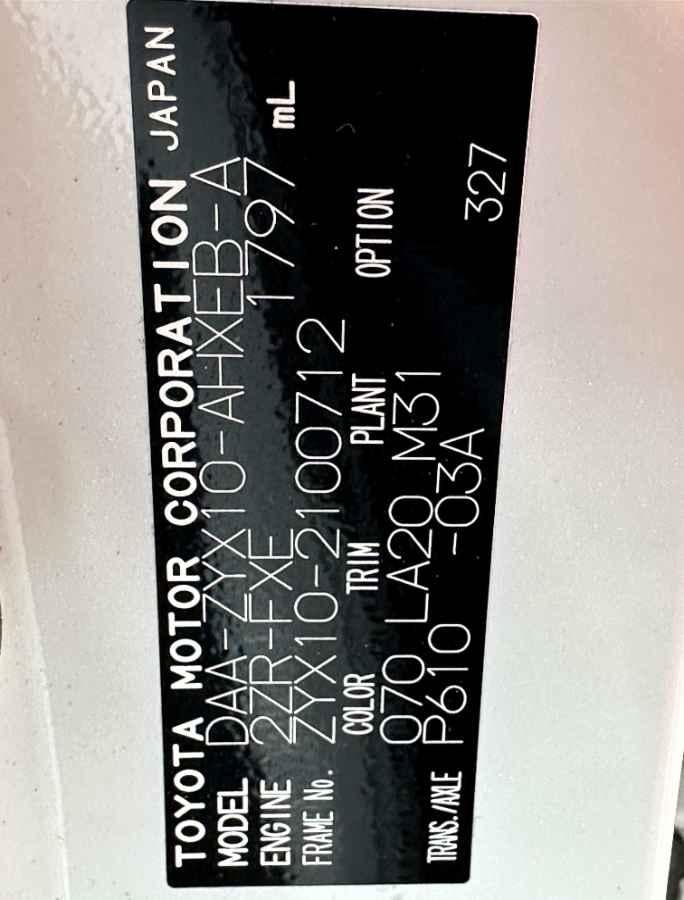 TOYOTA MOTOR CORPORATION JAPAN
MODEL DAA-ZYX10-AHXEB-A
ENGINE 2ZR-FXE 1797 mL
FRAME No. ZYX10-2100712
COLOR TRIM PLANT OPTION
070 LA20 M31
TRANS./AXLE P610 -03A
327